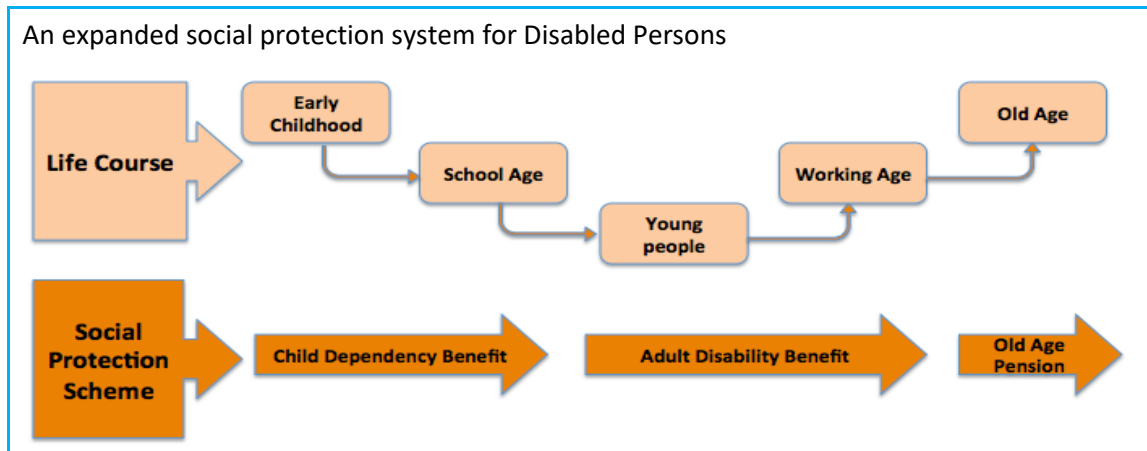 An expanded social protection system for Disabled Persons
Life Course
Early
Childhood
School Age
Young
people
Working Age
Old Age
Social
Protection
Scheme
Child Dependency Benefit
Adult Disability Benefit
Old Age
Pension